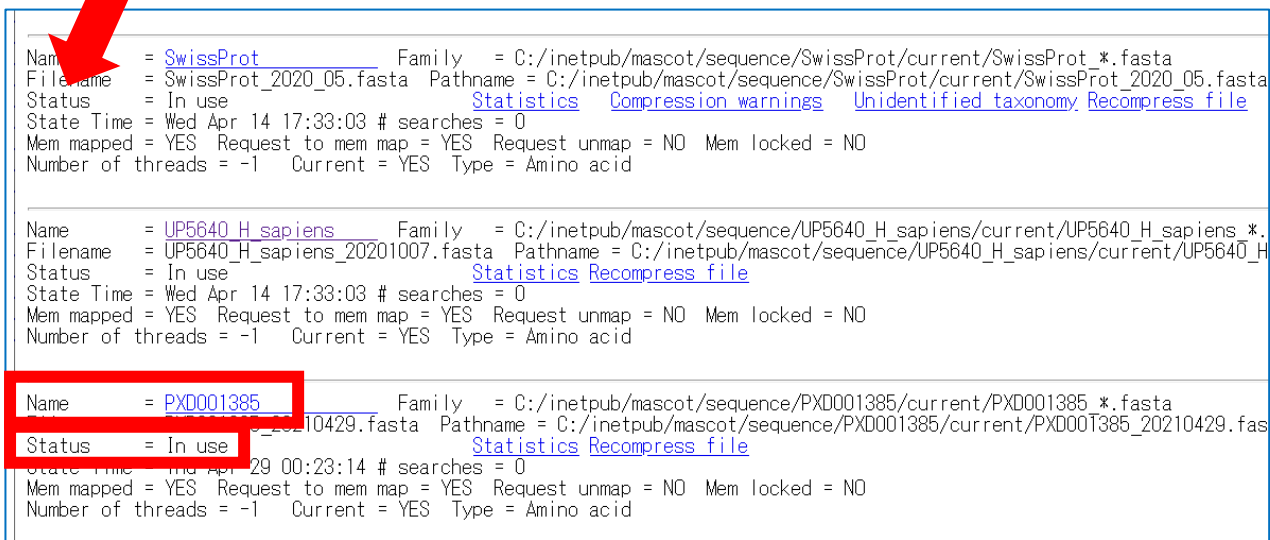 Name = SwissProt Family = C:/inetpub/mascot/sequence/SwissProt/current/SwissProt_*.fasta
Filename = SwissProt_2020_05.fasta Pathname = C:/inetpub/mascot/sequence/SwissProt/current/SwissProt_2020_05.fasta
Status = In use Statistics Compression warnings Unidentified taxonomy Recompress file
State Time = Wed Apr 14 17:33:03 # searches = 0
Mem mapped = YES Request to mem map = YES Request unmap = NO Mem locked = NO
Number of threads = -1 Current = YES Type = Amino acid
Name = UP5640_H_sapiens Family = C:/inetpub/mascot/sequence/UP5640_H_sapiens/current/UP5640_H_sapiens_*.
Filename = UP5640_H_sapiens_20201007.fasta Pathname = C:/inetpub/mascot/sequence/UP5640_H_sapiens/current/UP5640_H
Status = In use Statistics Recompress file
State Time = Wed Apr 14 17:33:03 # searches = 0
Mem mapped = YES Request to mem map = YES Request unmap = NO Mem locked = NO
Number of threads = -1 Current = YES Type = Amino acid
Name = PXD001385 Family = C:/inetpub/mascot/sequence/PXD001385/current/PXD001385_*.fasta
_20210429.fasta Pathname = C:/inetpub/mascot/sequence/PXD001385/current/PXD001385_20210429.fas
Status = In use Statistics Recompress file
State Time = Thu Apr 29 00:23:14 # searches = 0
Mem mapped = YES Request to mem map = YES Request unmap = NO Mem locked = NO
Number of threads = -1 Current = YES Type = Amino acid